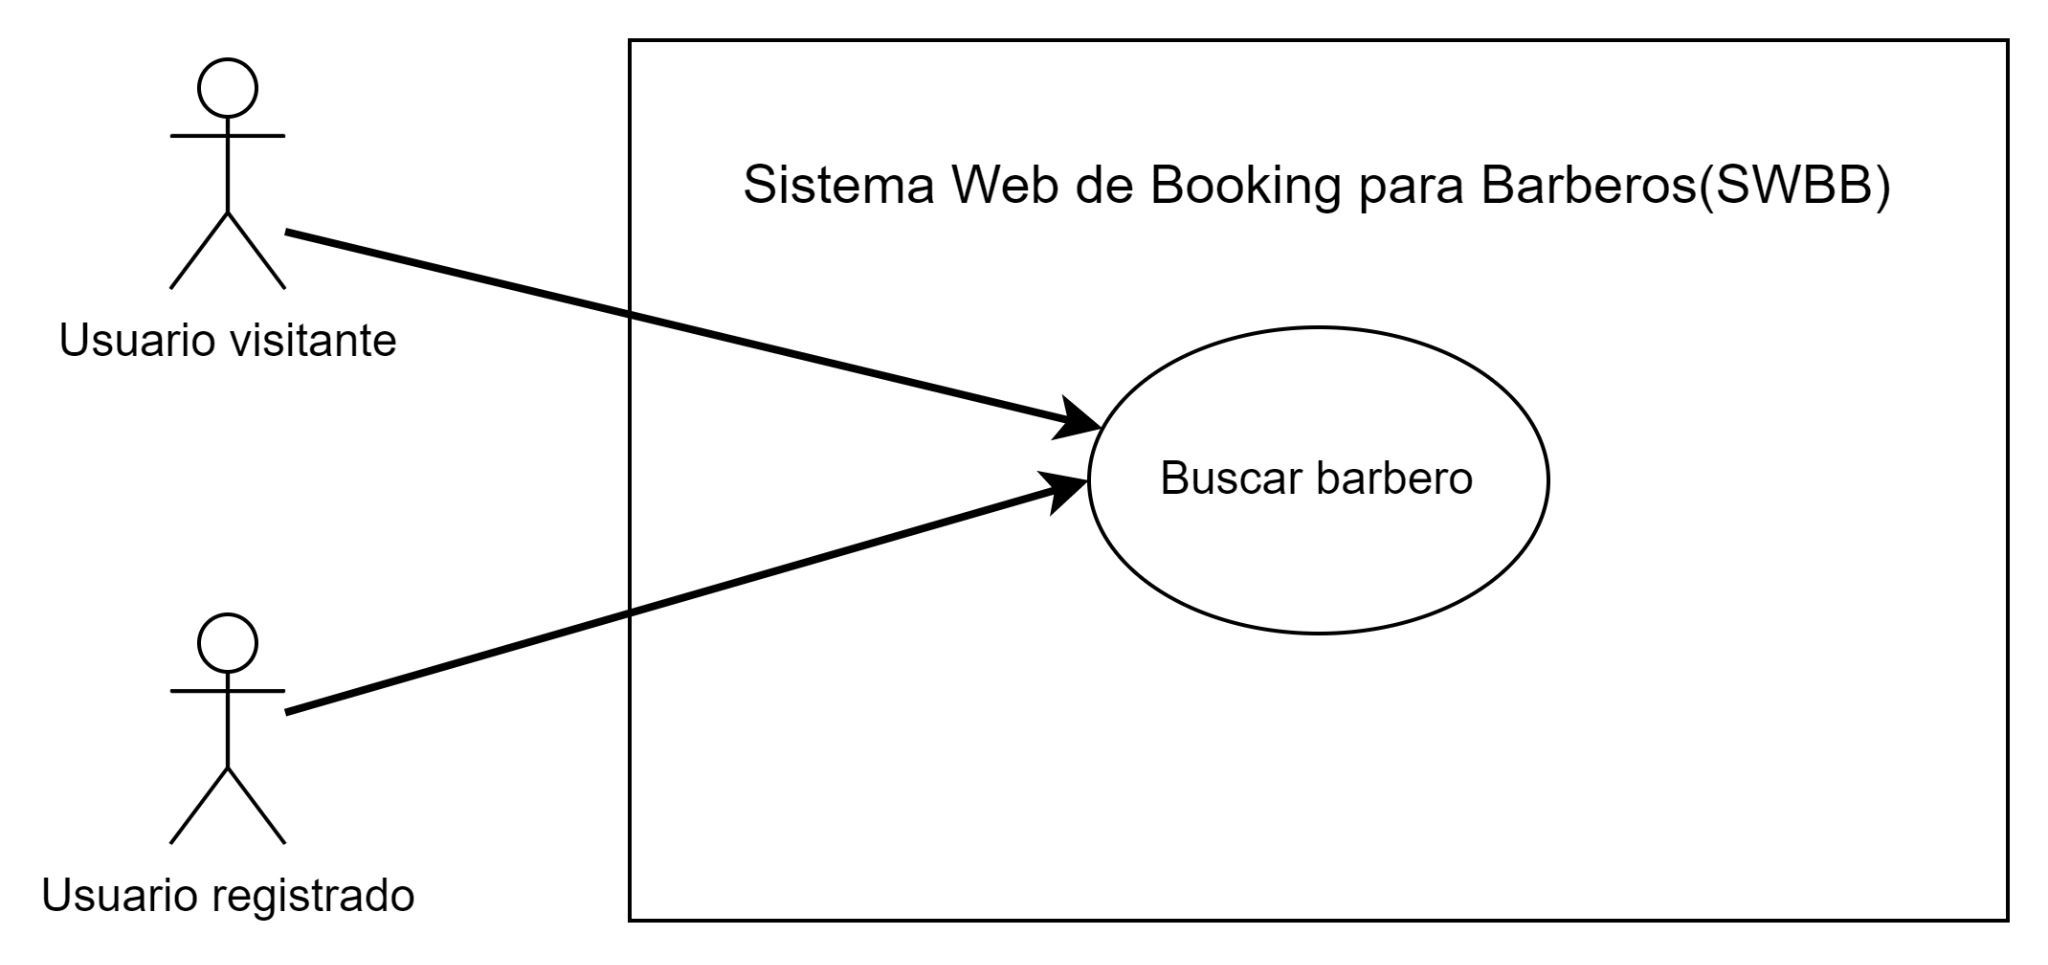 Sistema Web de Booking para Barberos(SWBB)
Usuario visitante
Buscar barbero
Usuario registrado